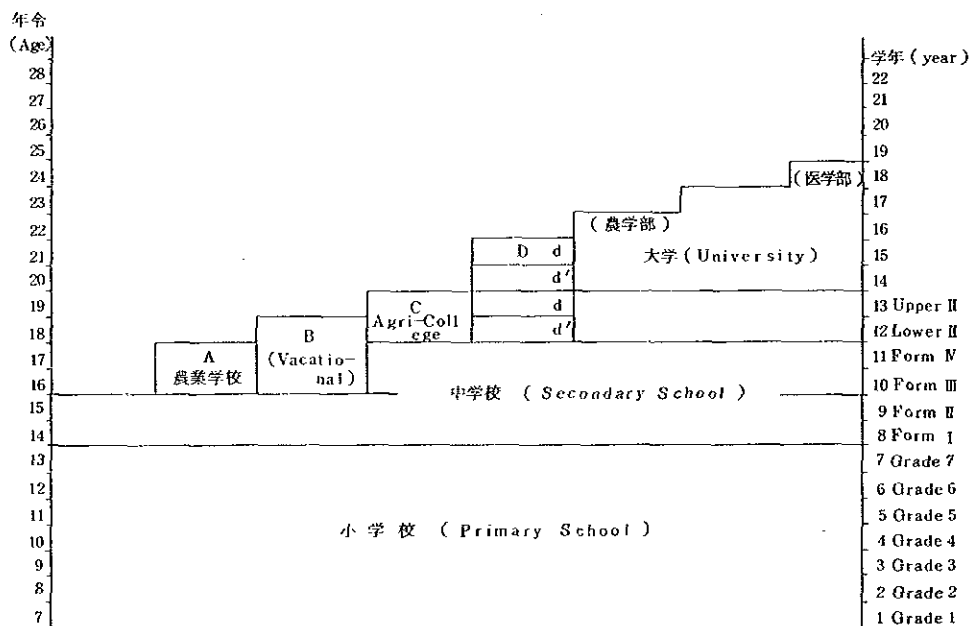 年令
(Age)
学年 ( year )
28
22
27
21
26
20
25
19
24
(医学部)
18
23
17
(農学部)
22
16
21
D d
大学 ( University )
15
20
d′
14
19
C
d
13 Upper Ⅱ
Agri-Coll
ege
18
B
d′
12 Lower Ⅱ
17
A
(Vacatio-
11 Form Ⅳ
農業学校
nal)
16
中学校 ( Secondary School )
10 Form Ⅲ
15
9 Form Ⅱ
14
8 Form Ⅰ
13
7 Grade 7
12
6 Grade 6
11
小学校 ( Primary School )
5 Grade 5
10
4 Grade 4
9
3 Grade 3
8
2 Grade 2
7
1 Grade 1